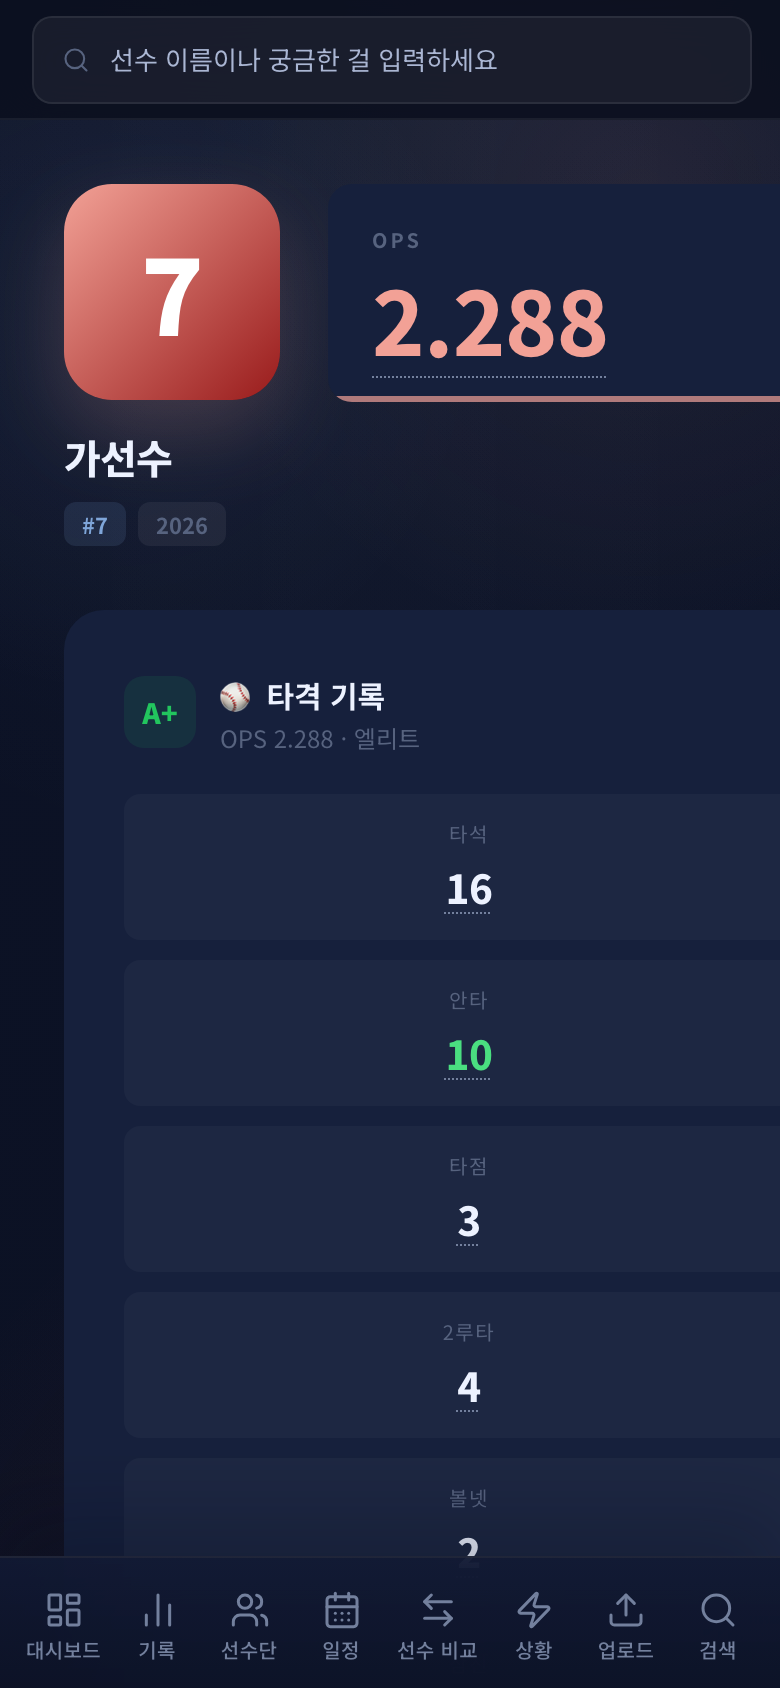 선수 이름이나 궁금한 걸 입력하세요
7
OPS
2.288
가선수
#7 2026
A+
타격 기록
OPS 2.288 · 엘리트
타석
16
안타
10
타점
3
2루타
4
볼넷
2
대시보드 기록 선수단 일정 선수 비교 상황 업로드 검색